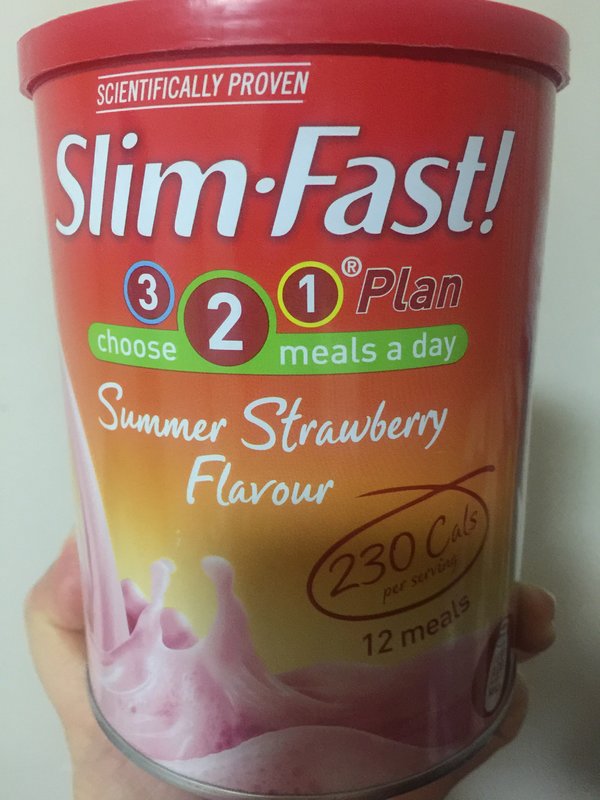 SCIENTIFICALLY PROVEN
Slim·Fast!
3 2 1® Plan
choose 2 meals a day
Summer Strawberry
Flavour
230 Cals
per serving
12 meals